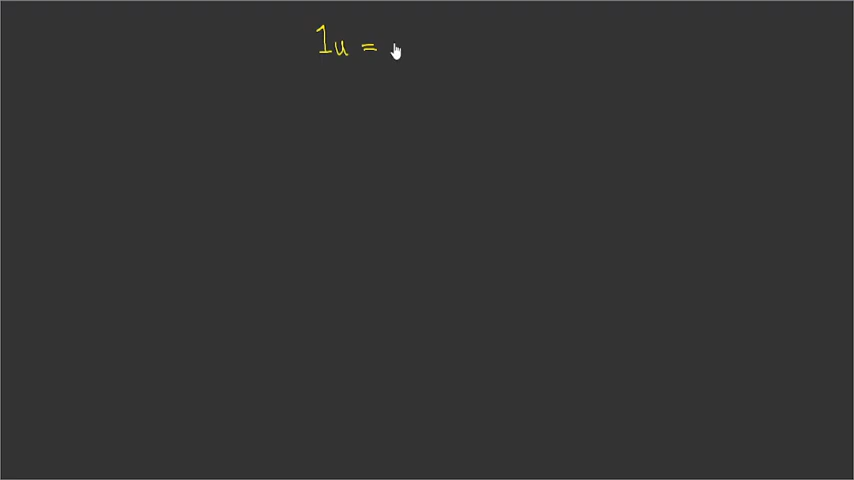 1u =